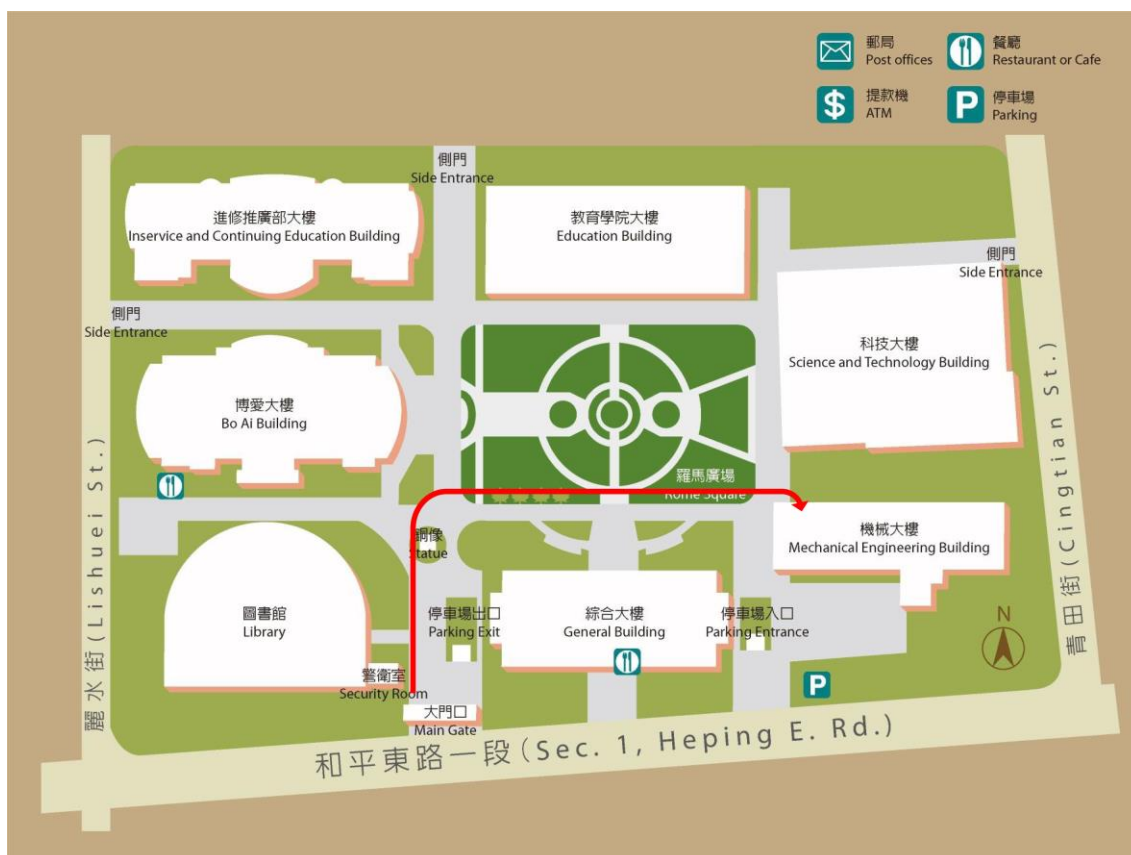 郵局
Post offices
餐廳
Restaurant or Cafe
提款機
ATM
停車場
Parking
側門
Side Entrance
進修推廣部大樓
Inservice and Continuing Education Building
教育學院大樓
Education Building
側門
Side Entrance
側門
Side Entrance
科技大樓
Science and Technology Building
博愛大樓
Bo Ai Building
羅馬廣場
Rome Square
銅像
Statue
機械大樓
Mechanical Engineering Building
圖書館
Library
停車場出口
Parking Exit
綜合大樓
General Building
停車場入口
Parking Entrance
N
警衛室
Security Room
P
大門口
Main Gate
麗水街(Lishuei St.)
青田街(Cingtian St.)
和平東路一段(Sec. 1, Heping E. Rd.)